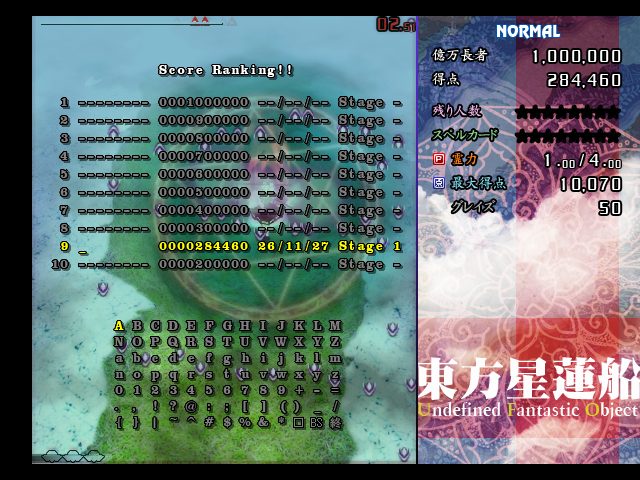 02.51
Score Ranking!!
1 -------- 0001000000 --/--/-- Stage -
2 -------- 0000900000 --/--/-- Stage -
3 -------- 0000800000 --/--/-- Stage -
4 -------- 0000700000 --/--/-- Stage -
5 -------- 0000600000 --/--/-- Stage -
6 -------- 0000500000 --/--/-- Stage -
7 -------- 0000400000 --/--/-- Stage -
8 -------- 0000300000 --/--/-- Stage -
9 _ 0000284460 26/11/27 Stage 1
10 -------- 0000200000 --/--/-- Stage -
A B C D E F G H I J K L M
N O P Q R S T U V W X Y Z
a b c d e f g h i j k l m
n o p q r s t u v w x y z
0 1 2 3 4 5 6 7 8 9 + - =
. , ! ? @ : ; [ ] ( ) _ /
{ } | ~ ^ # $ % & * 口 BS 終
NORMAL
億万長者 1,000,000
得点 284,460
残り人数 ★★★★★★★★
スペルカード ★★★★★★★★
P 霊力 1.00/4.00
点 最大得点 10,070
グレイズ 50
東方星蓮船
Undefined Fantastic Object